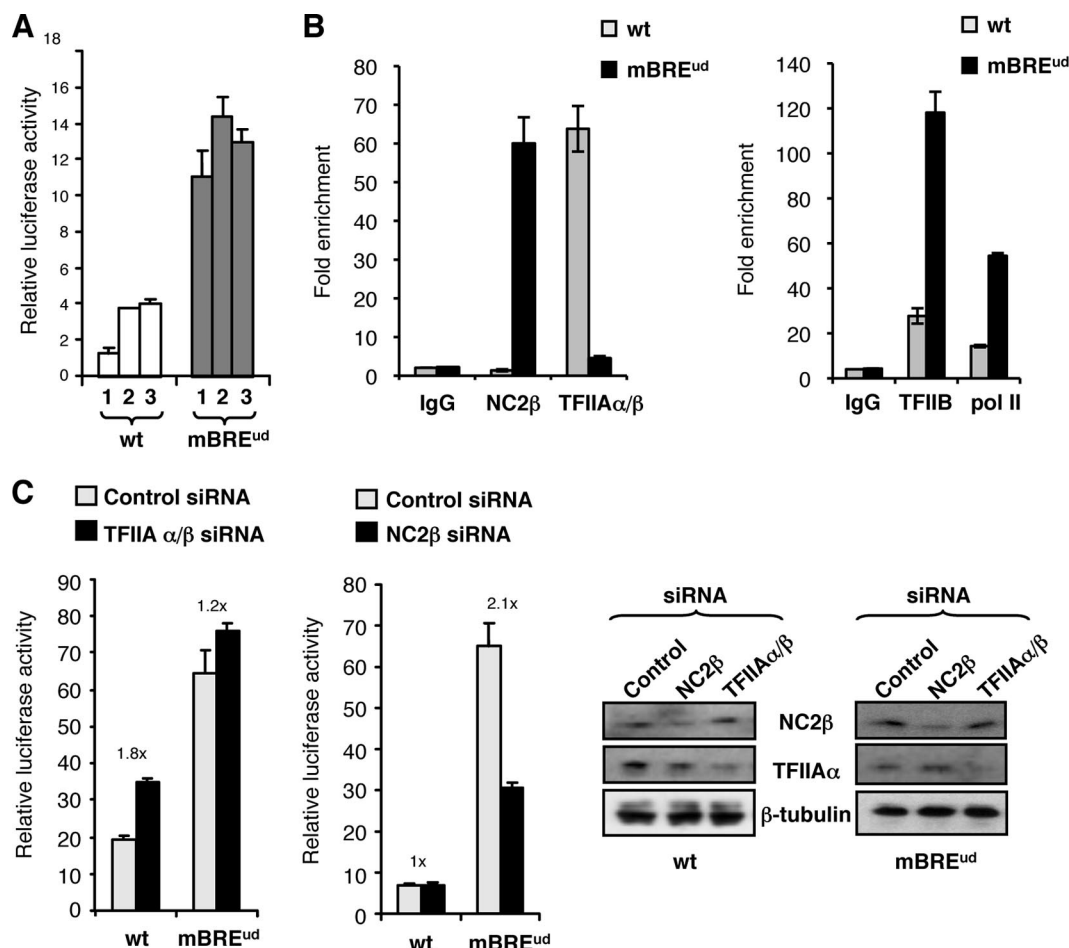 A
Relative luciferase activity
18
16
14
12
10
8
6
4
2
0
1 2 3 1 2 3
wt mBREud
B
wt
mBREud
Fold enrichment
80
70
60
50
40
30
20
10
0
IgG NC2β TFIIAα/β
wt
mBREud
Fold enrichment
140
120
100
80
60
40
20
0
IgG TFIIB pol II
C
Control siRNA
TFIIA α/β siRNA
Relative luciferase activity
90
80
70
60
50
40
30
20
10
0
1.8x
1.2x
wt mBREud
Control siRNA
NC2β siRNA
Relative luciferase activity
80
70
60
50
40
30
20
10
0
1x
2.1x
wt mBREud
siRNA
Control NC2β TFIIAα/β
siRNA
Control NC2β TFIIAα/β
NC2β
TFIIAα
β-tubulin
wt
mBREud